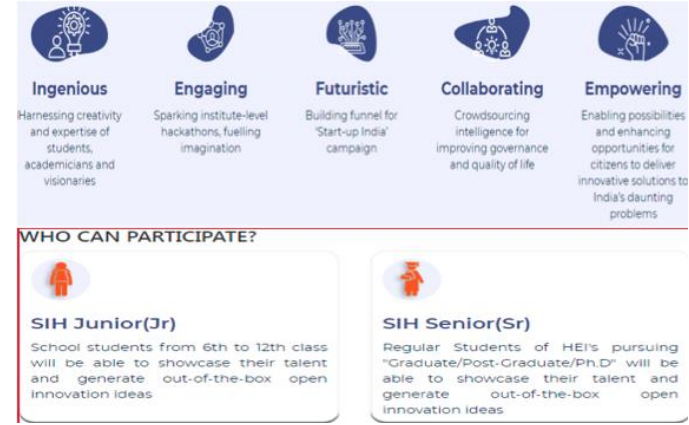 Ingenious
Harnessing creativity
and expertise of
students,
academicians and
visionaries
Engaging
Sparking institute-level
hackathons, fuelling
imagination
Futuristic
Building funnel for
'Start-up India'
campaign
Collaborating
Crowdsourcing
intelligence for
improving governance
and quality of life
Empowering
Enabling possibilities
and enhancing
opportunities for
citizens to deliver
innovative solutions to
India's daunting
problems
WHO CAN PARTICIPATE?
SIH Junior(Jr)
School students from 6th to 12th class
will be able to showcase their talent
and generate out-of-the-box open
innovation ideas
SIH Senior(Sr)
Regular Students of HEI's pursuing
"Graduate/Post-Graduate/Ph.D" will be
able to showcase their talent and
generate out-of-the-box open
innovation ideas